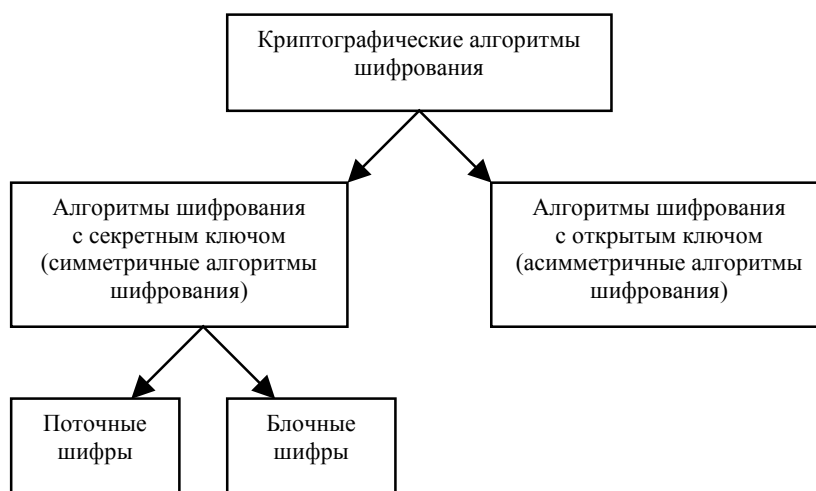 Криптографические алгоритмы
шифрования
Алгоритмы шифрования
с секретным ключом
(симметричные алгоритмы
шифрования)
Алгоритмы шифрования
с открытым ключом
(асимметричные алгоритмы
шифрования)
Поточные
шифры
Блочные
шифры